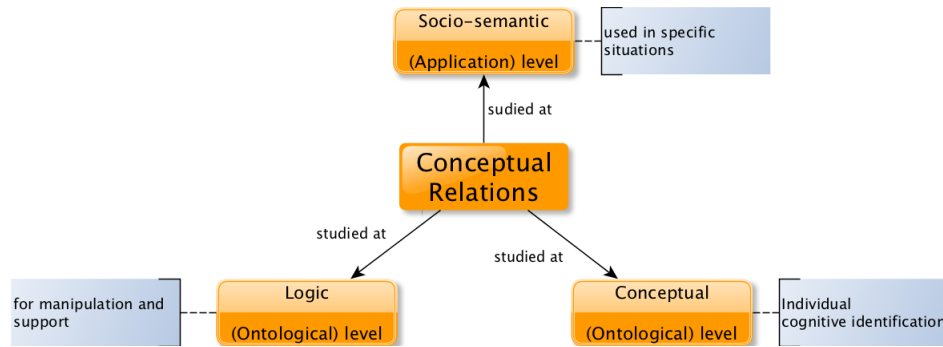 Socio-semantic
(Application) level
used in specific
situations
sudied at
Conceptual
Relations
studied at
studied at
for manipulation and
support
Logic
(Ontological) level
Conceptual
(Ontological) level
Individual
cognitive identification